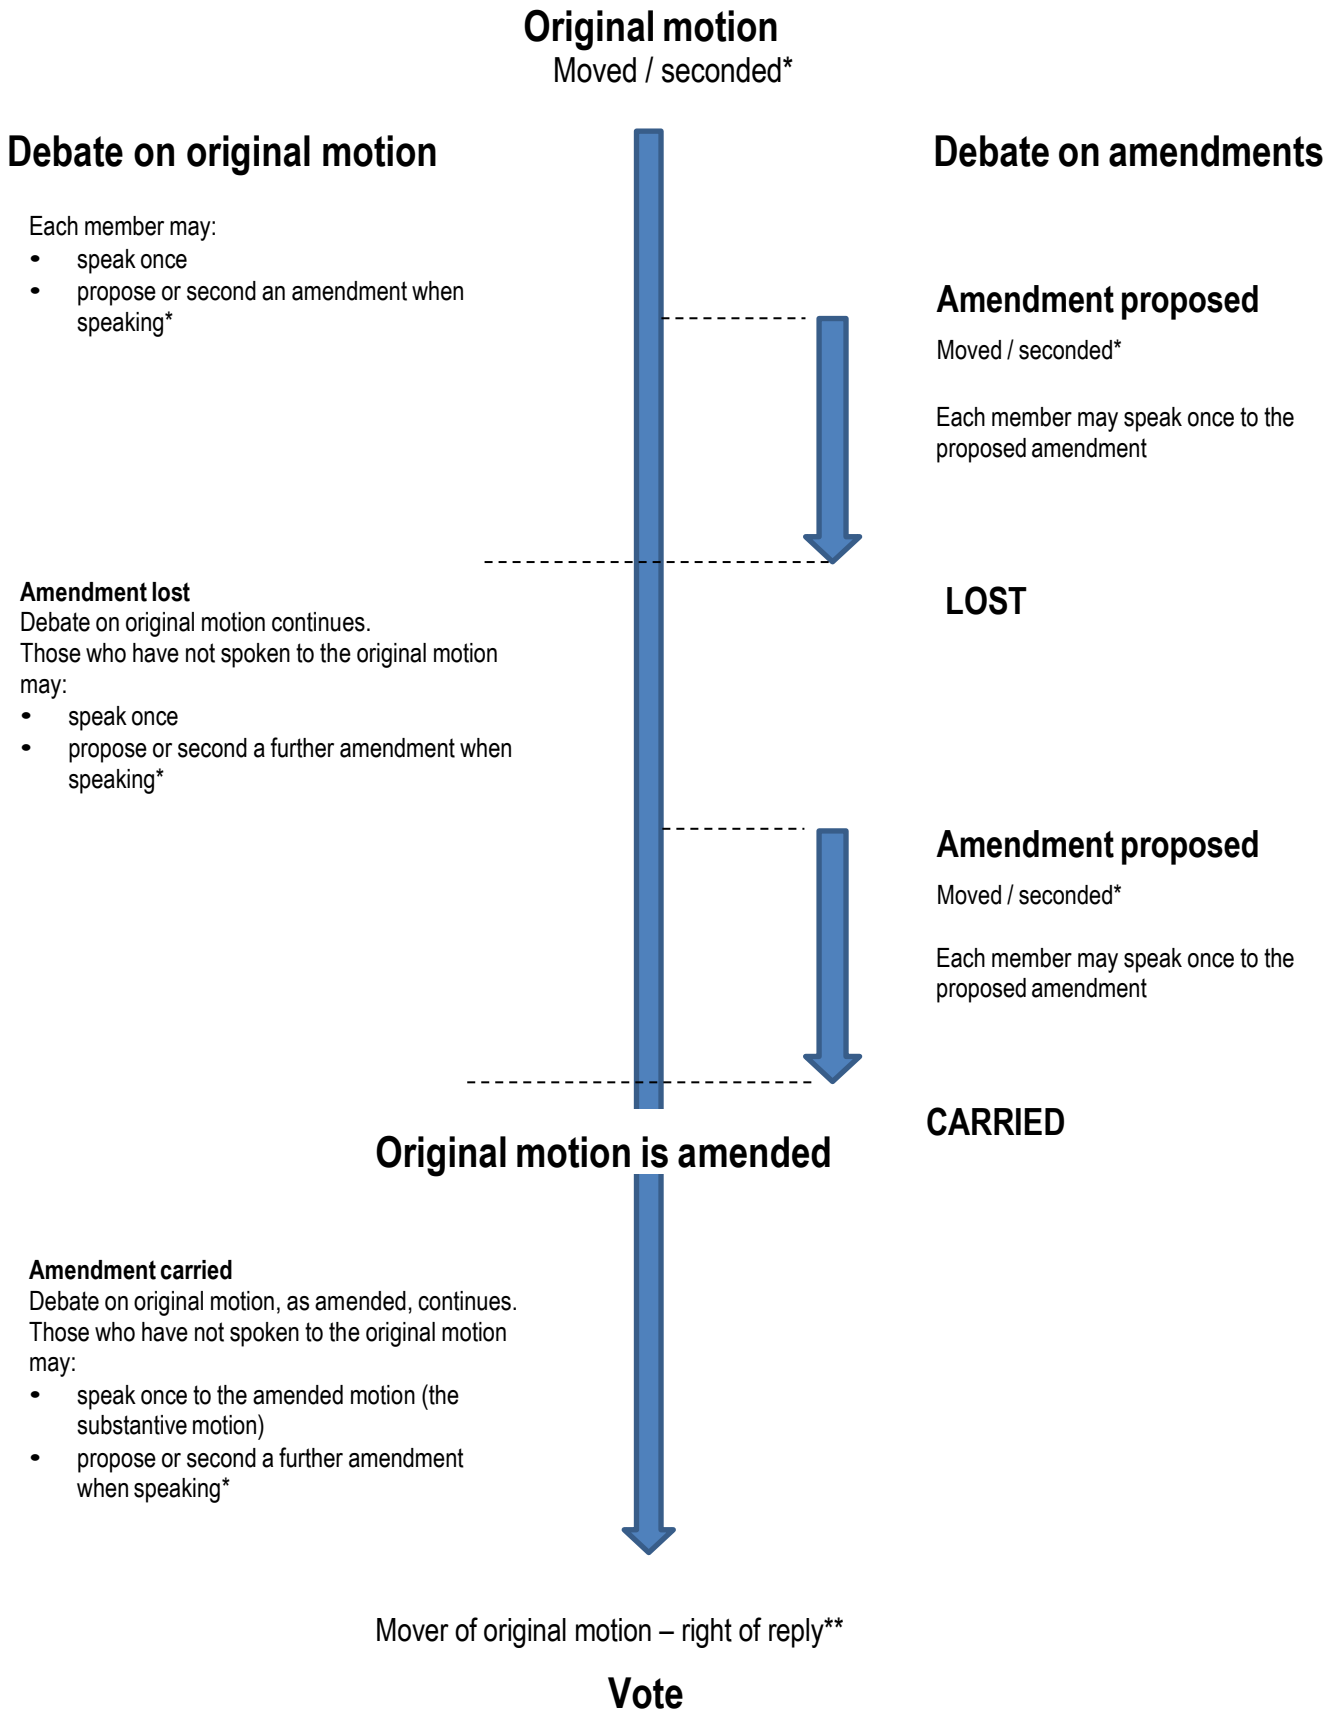 Original motion
Moved / seconded*
Debate on original motion
Debate on amendments
Each member may:
• speak once
• propose or second an amendment when
speaking*
Amendment proposed
Moved / seconded*
Each member may speak once to the
proposed amendment
LOST
Amendment lost
Debate on original motion continues.
Those who have not spoken to the original motion
may:
• speak once
• propose or second a further amendment when
speaking*
Amendment proposed
Moved / seconded*
Each member may speak once to the
proposed amendment
CARRIED
Original motion is amended
Amendment carried
Debate on original motion, as amended, continues.
Those who have not spoken to the original motion
may:
• speak once to the amended motion (the
substantive motion)
• propose or second a further amendment
when speaking*
Mover of original motion – right of reply**
Vote